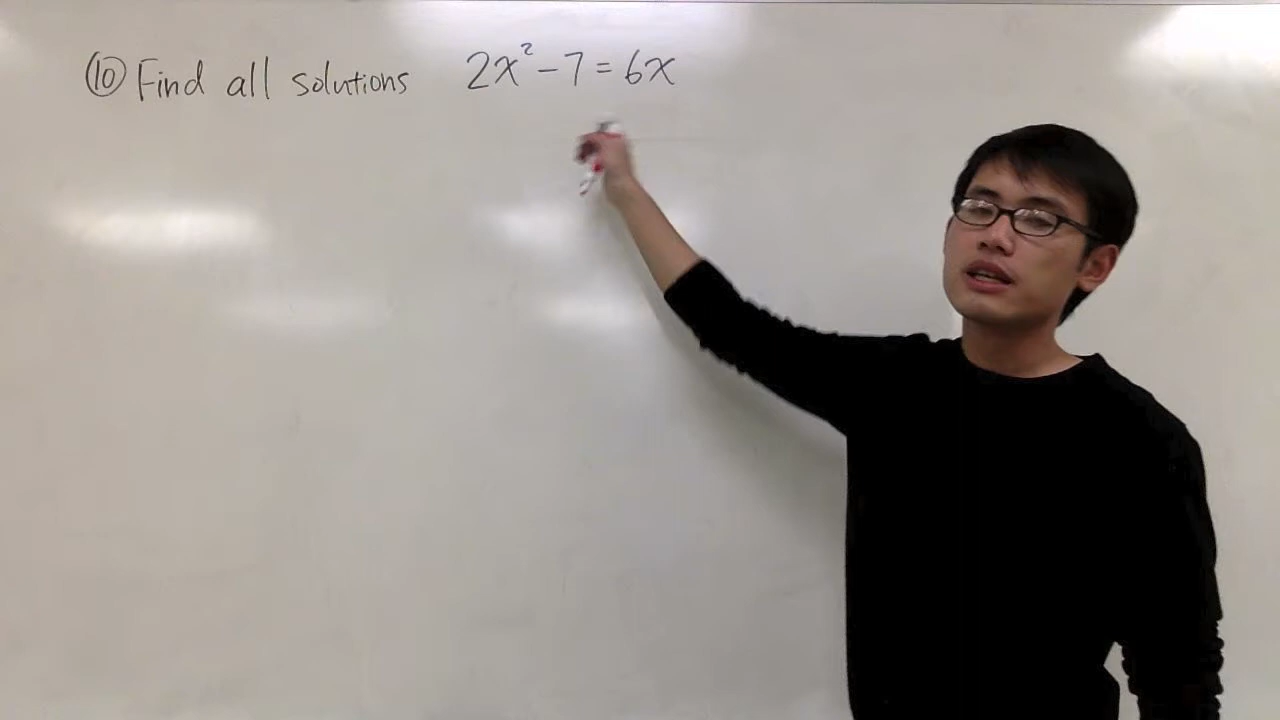 ⑩ Find all solutions 2x² - 7 = 6x